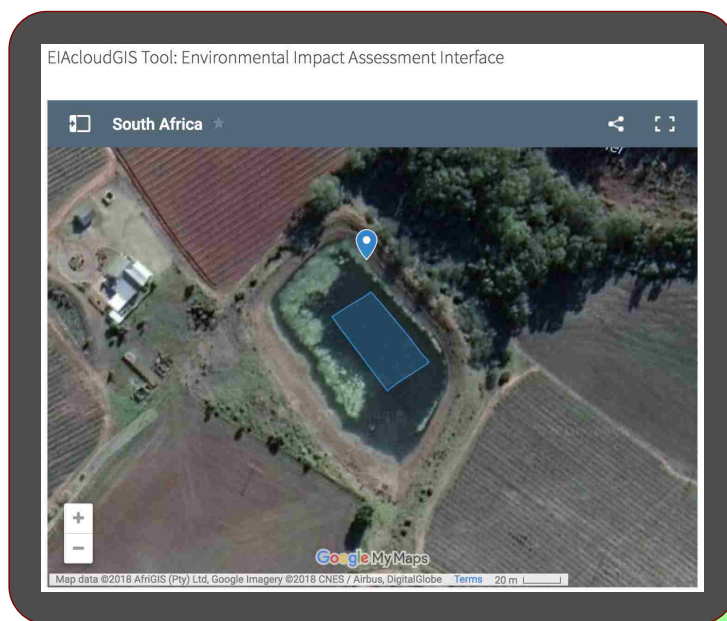 EIAcloudGIS Tool: Environmental Impact Assessment Interface
South Africa
+
−
Google My Maps
Map data ©2018 AfriGIS (Pty) Ltd, Google Imagery ©2018 CNES / Airbus, DigitalGlobe Terms 20 m